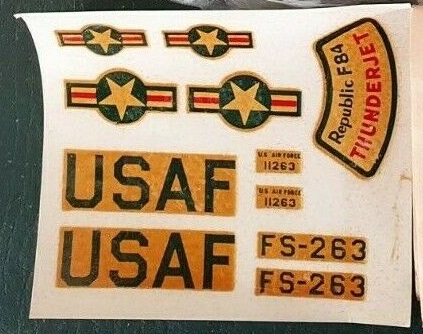 Republic F84
THUNDERJET
USAF
U.S. AIR FORCE
11263
U.S. AIR FORCE
11263
USAF
FS-263
FS-263